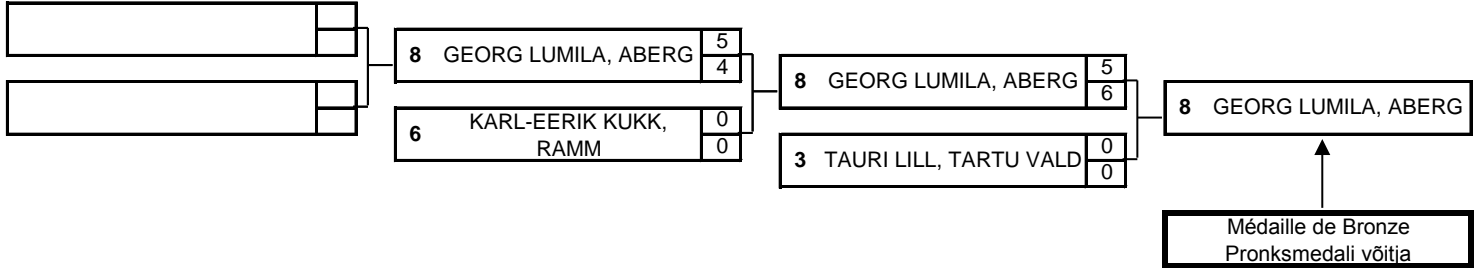 8 GEORG LUMILA, ABERG 5
4
6 KARL-EERIK KUKK, RAMM 0
0
8 GEORG LUMILA, ABERG 5
6
3 TAURI LILL, TARTU VALD 0
0
8 GEORG LUMILA, ABERG
Médaille de Bronze
Pronksmedali võitja